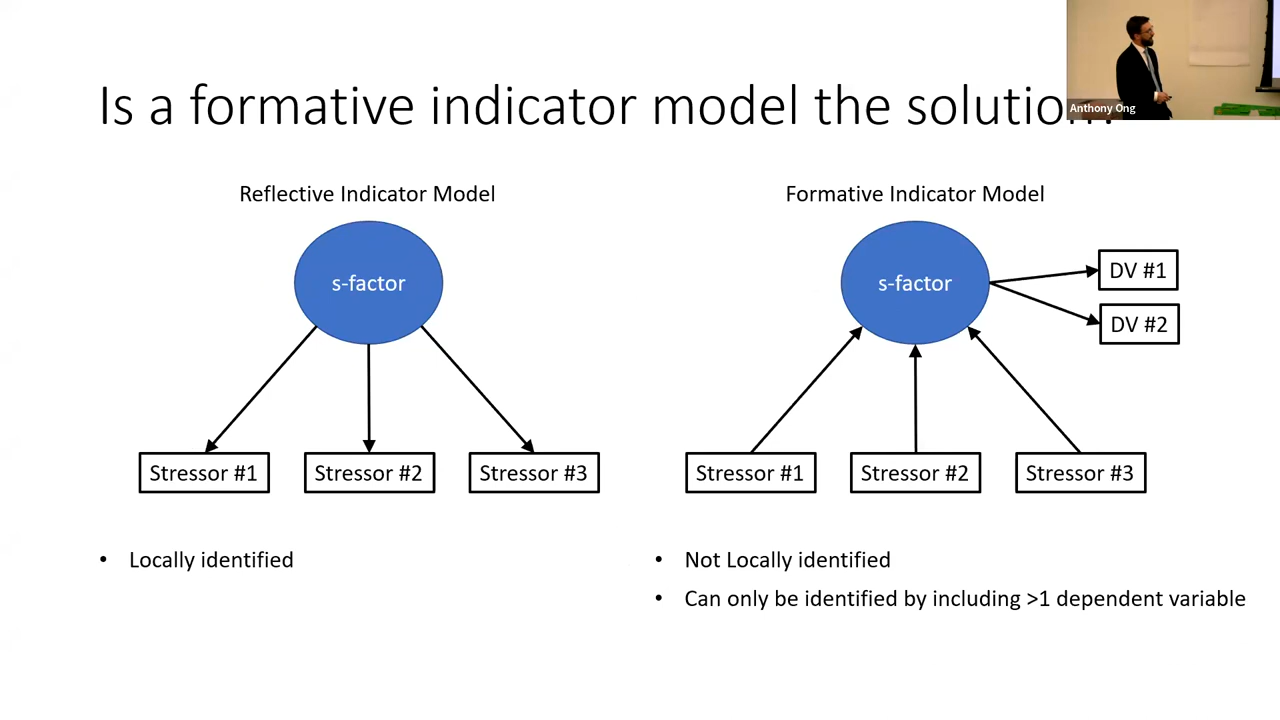 Is a formative indicator model the solution?
Anthony Ong
Reflective Indicator Model
s-factor
Stressor #1
Stressor #2
Stressor #3
• Locally identified
Formative Indicator Model
s-factor
DV #1
DV #2
Stressor #1
Stressor #2
Stressor #3
• Not Locally identified
• Can only be identified by including >1 dependent variable